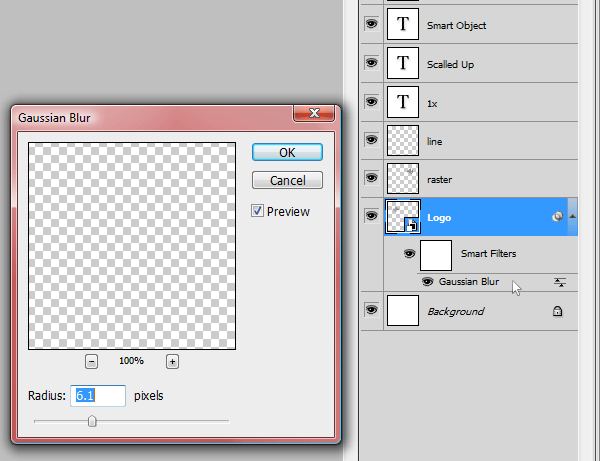 Smart Object
T
Scalled Up
T
1x
T
line
raster
Logo
Smart Filters
Gaussian Blur
Background
Gaussian Blur
OK
Cancel
Preview
100%
Radius: 6.1 pixels